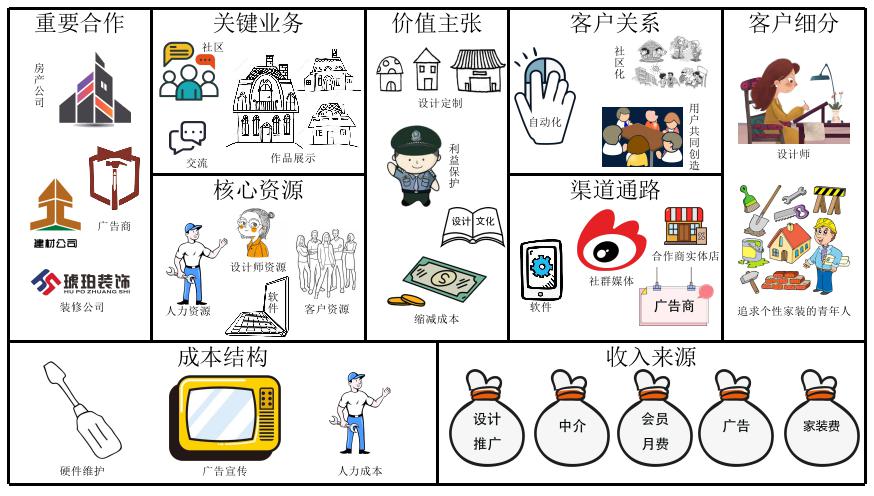 重要合作
房产公司
广告商
建材公司
琥珀装饰
HU PO ZHUANG SHI
装修公司
关键业务
社区
交流
作品展示
核心资源
设计师资源
人力资源
软件
客户资源
价值主张
设计定制
利益保护
设计 文化
缩减成本
客户关系
自动化
社区化
用户共同创造
渠道通路
软件
社群媒体
合作商实体店
广告商
客户细分
设计师
追求个性家装的青年人
成本结构
硬件维护
广告宣传
人力成本
收入来源
设计
推广
中介
会员
月费
广告
家装费